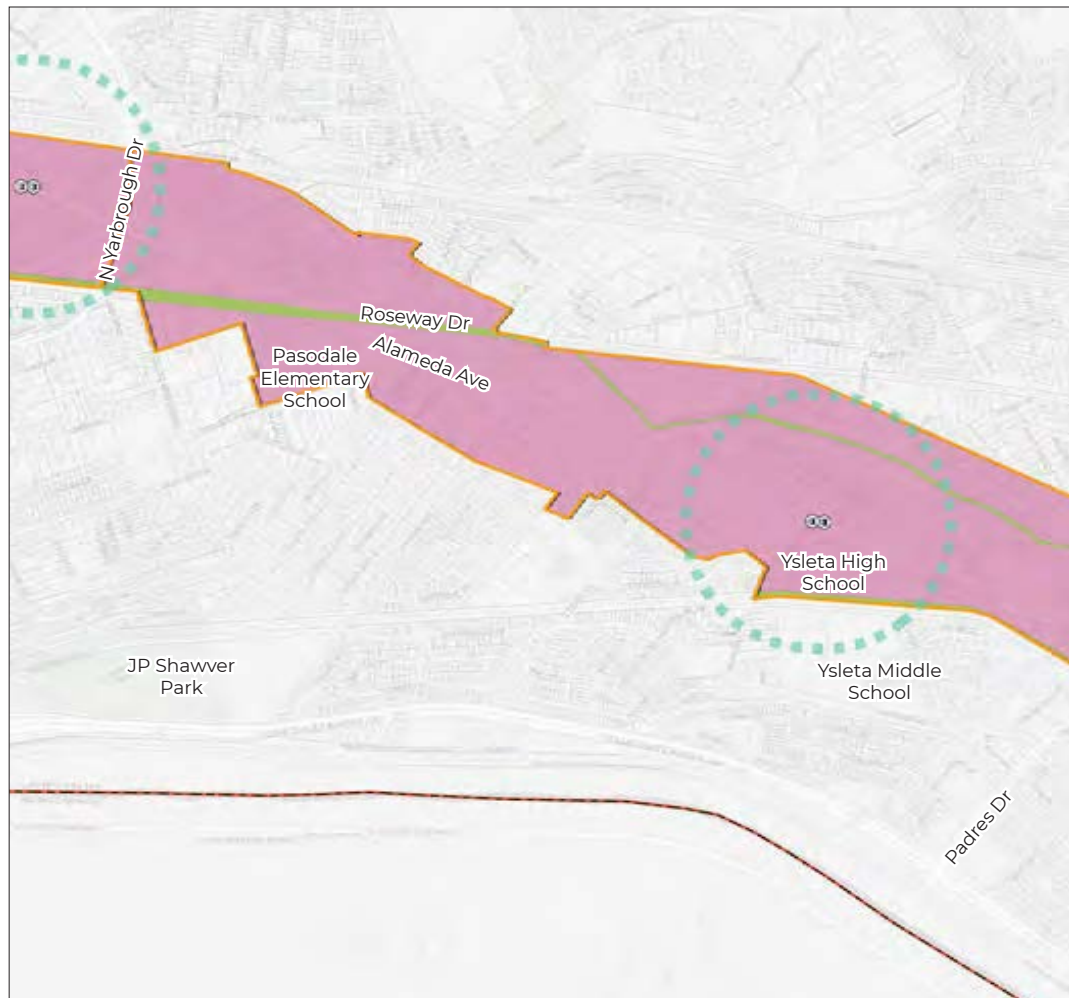 N Yarbrough Dr
Roseway Dr
Alameda Ave
Pasodale
Elementary
School
Ysleta High
School
JP Shawver
Park
Ysleta Middle
School
Padres Dr